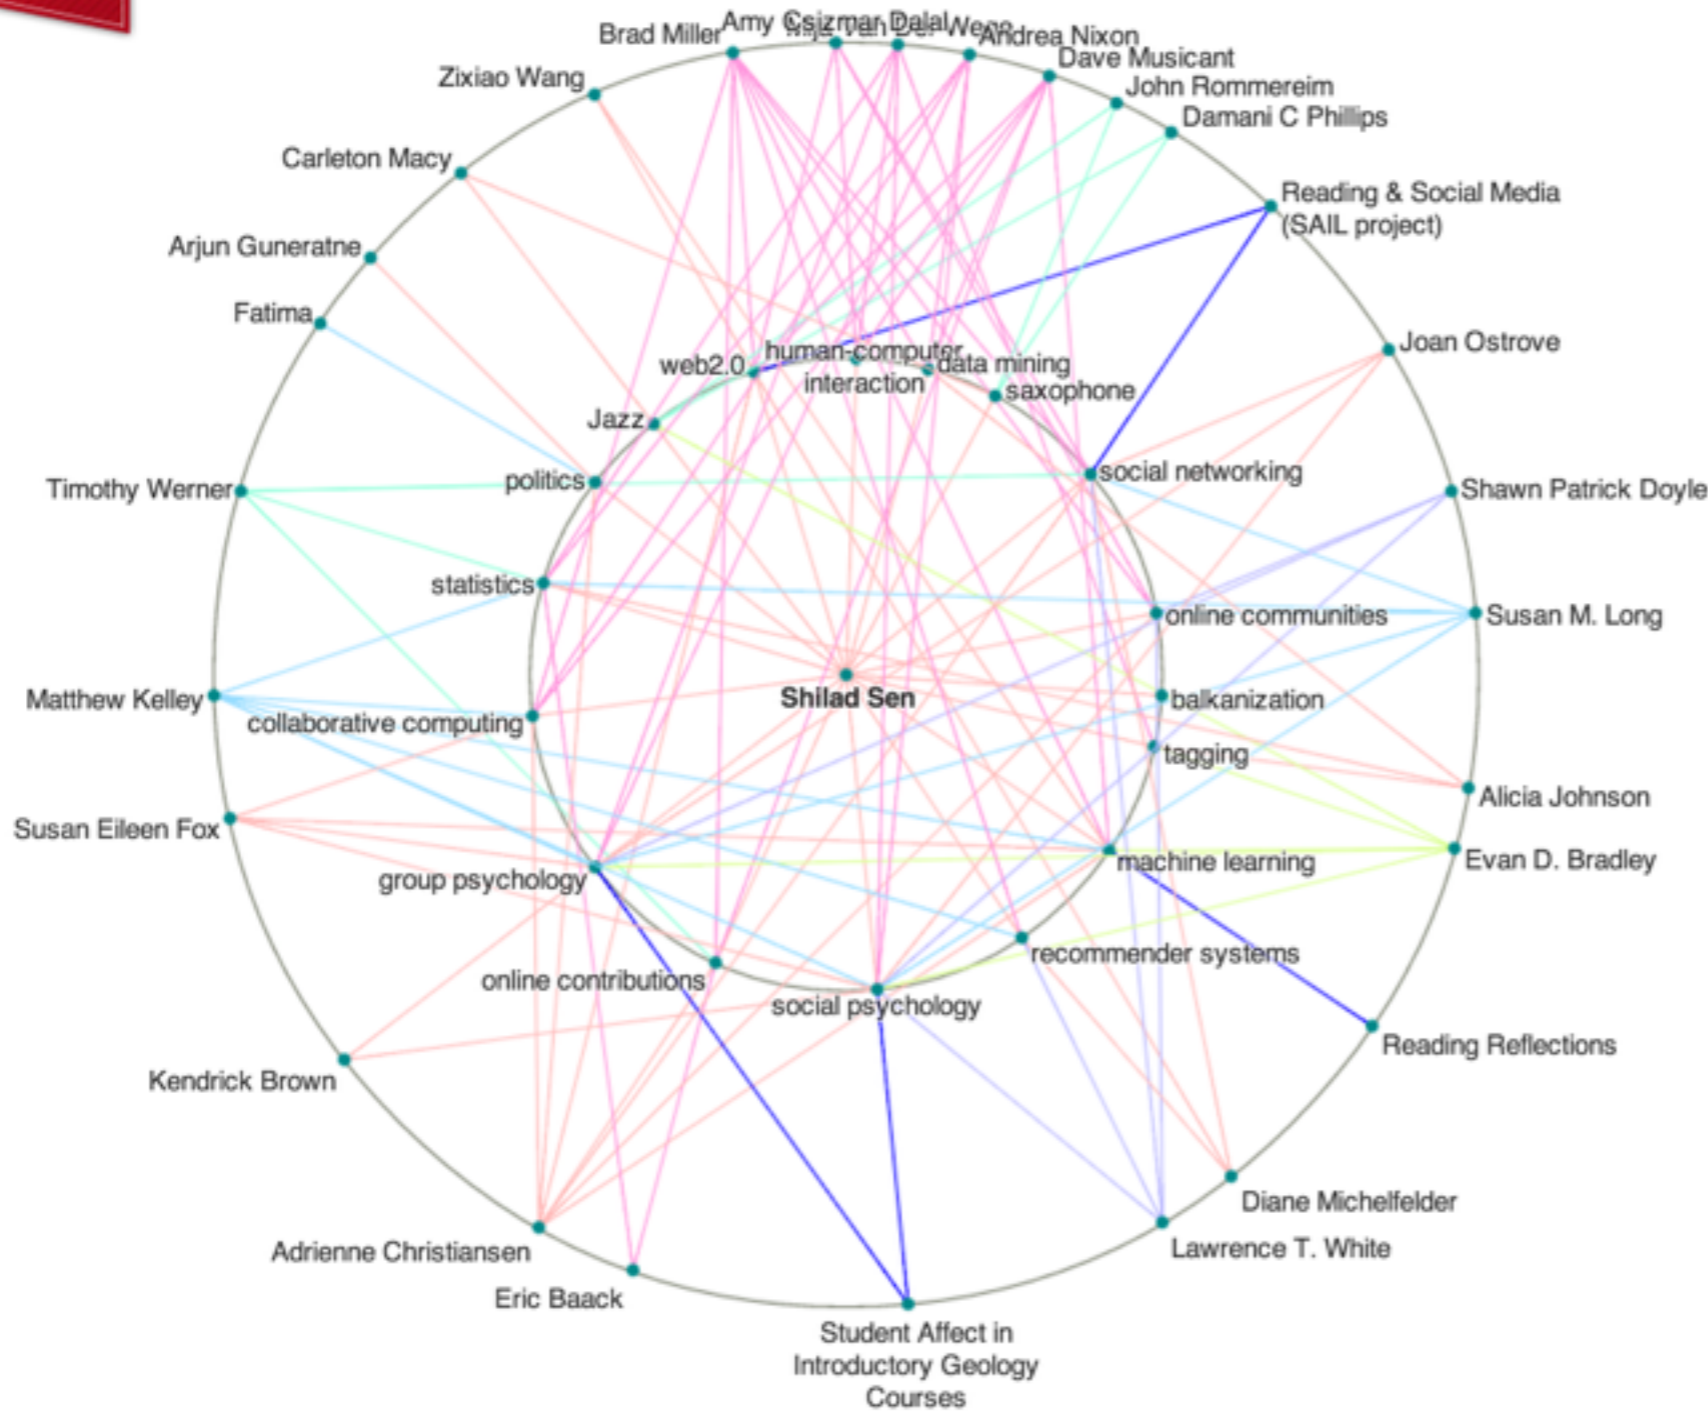 Amy Csizmar Dalal
Brad Miller
Andrea Nixon
Dave Musicant
Zixiao Wang
John Rommereim
Damani C Phillips
Carleton Macy
Reading & Social Media
(SAIL project)
Arjun Guneratne
Fatima
Joan Ostrove
human-computer
interaction
web2.0
data mining
saxophone
Jazz
social networking
politics
Timothy Werner
Shawn Patrick Doyle
statistics
online communities
Susan M. Long
Shilad Sen
Matthew Kelley
balkanization
collaborative computing
tagging
Alicia Johnson
Susan Eileen Fox
Evan D. Bradley
machine learning
group psychology
recommender systems
online contributions
social psychology
Reading Reflections
Kendrick Brown
Diane Michelfelder
Adrienne Christiansen
Lawrence T. White
Eric Baack
Student Affect in
Introductory Geology
Courses